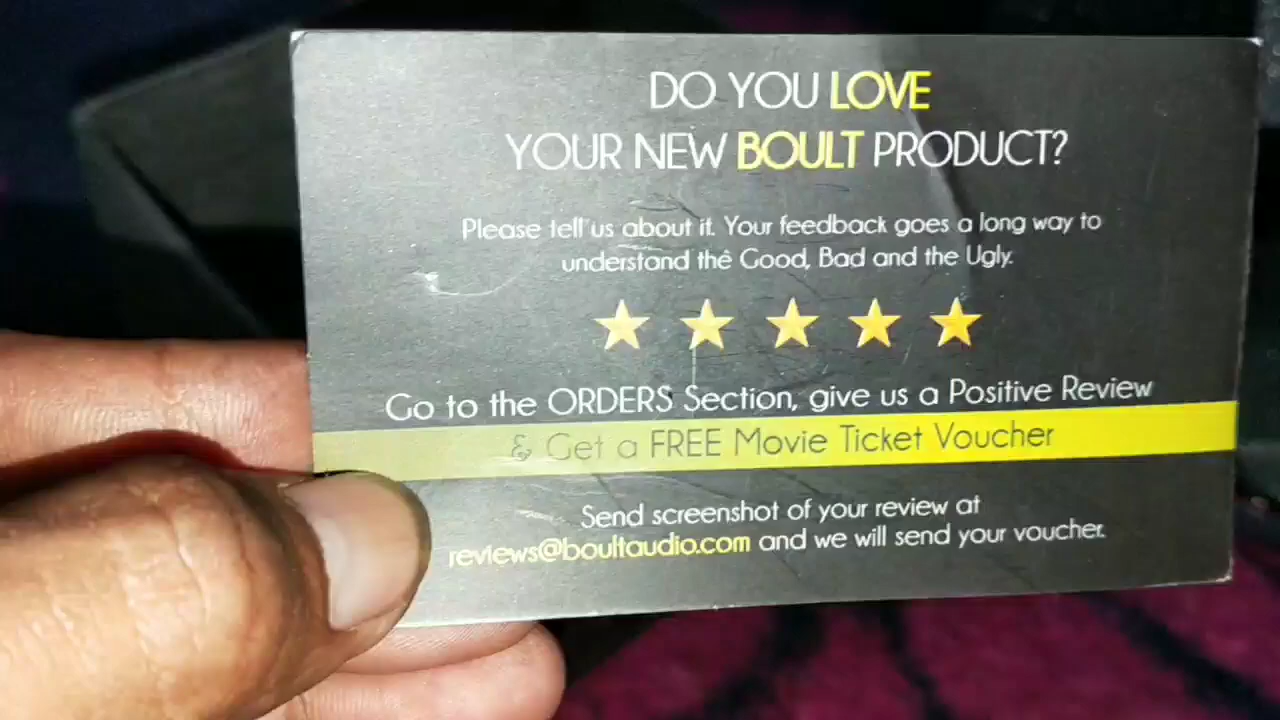 DO YOU LOVE
YOUR NEW BOULT PRODUCT?
Please tell us about it. Your feedback goes a long way to
understand the Good, Bad and the Ugly.
Go to the ORDERS Section, give us a Positive Review
& Get a FREE Movie Ticket Voucher
Send screenshot of your review at
reviews@boultaudio.com and we will send your voucher.